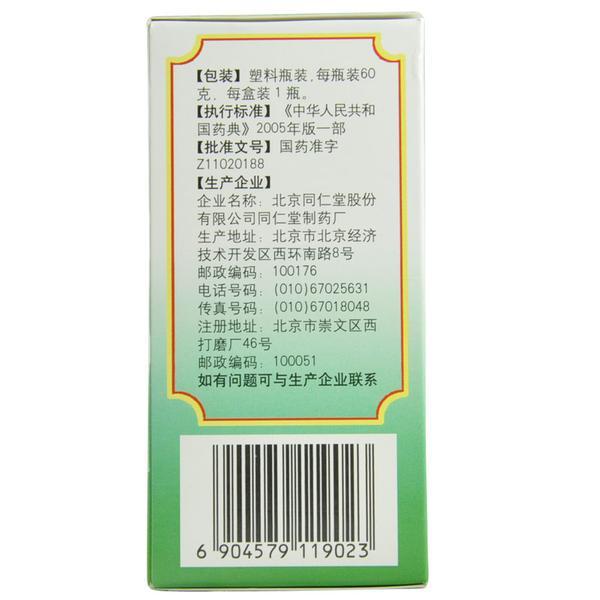 【包装】塑料瓶装，每瓶装60
克，每盒装1瓶。
【执行标准】《中华人民共和
国药典》2005年版一部
【批准文号】国药准字
Z11020188
【生产企业】
企业名称：北京同仁堂股份
有限公司同仁堂制药厂
生产地址：北京市北京经济
技术开发区西环南路8号
邮政编码：100176
电话号码：(010)67025631
传真号码：(010)67018048
注册地址：北京市崇文区西
打磨厂46号
邮政编码：100051
如有问题可与生产企业联系
6 904579 119023